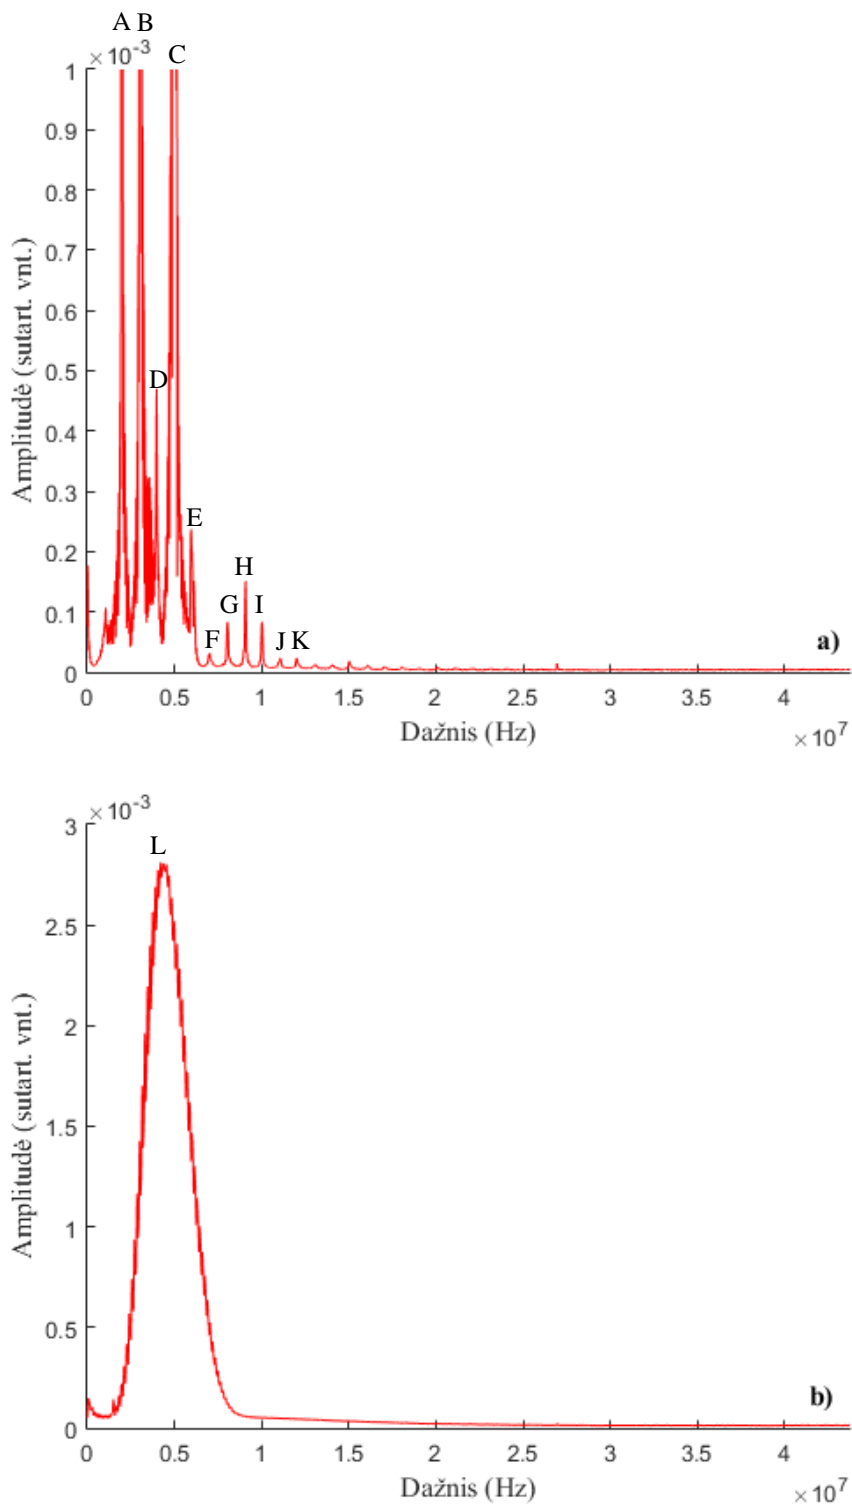 A B
C
×10⁻³
1
0.9
0.8
0.7
0.6
0.5
0.4
0.3
0.2
0.1
0
Amplitudė (sutart. vnt.)
D
E
F
G
H
I
J K
a)
0 0.5 1 1.5 2 2.5 3 3.5 4
Dažnis (Hz)
×10⁷
×10⁻³
L
3
2.5
2
1.5
1
0.5
0
Amplitudė (sutart. vnt.)
b)
0 0.5 1 1.5 2 2.5 3 3.5 4
Dažnis (Hz)
×10⁷